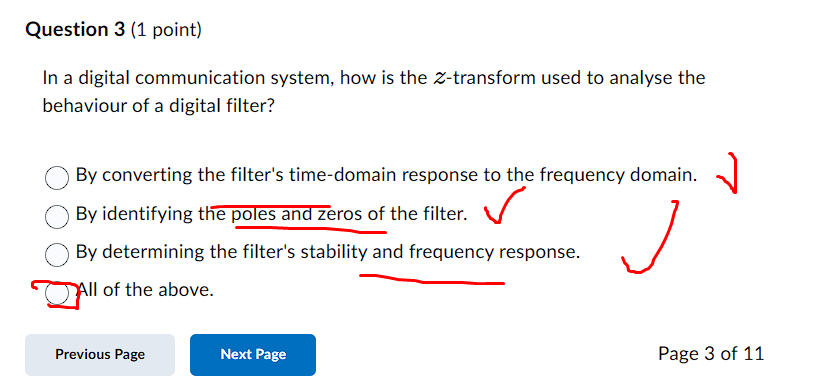 Question 3 (1 point)
In a digital communication system, how is the z-transform used to analyse the
behaviour of a digital filter?
By converting the filter's time-domain response to the frequency domain.
By identifying the poles and zeros of the filter.
By determining the filter's stability and frequency response.
All of the above.
Previous Page Next Page Page 3 of 11